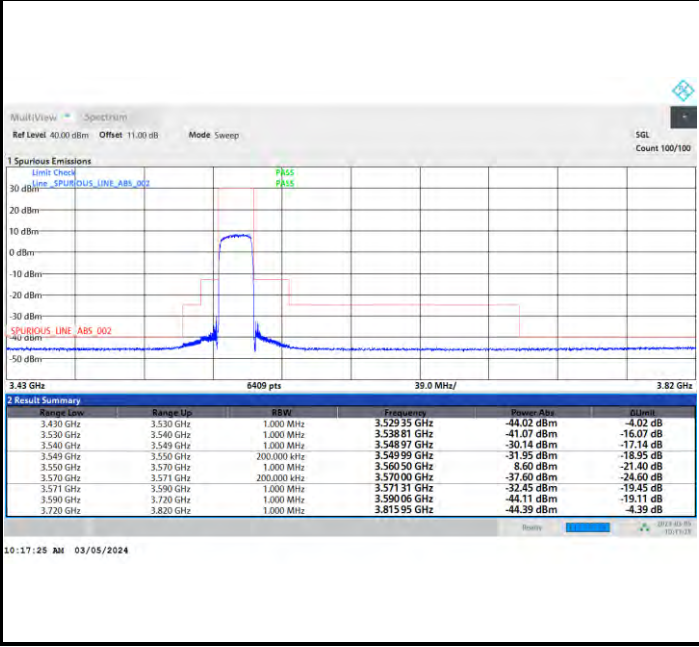 MultiView Spectrum
Ref Level 40.00 dBm Offset 11.00 dB Mode Sweep SGL
Count 100/100
1 Spurious Emissions
Limit Check PASS
Line _SPURIOUS_LINE_ABS_002 PASS
30 dBm
20 dBm
10 dBm
0 dBm
-10 dBm
-20 dBm
-30 dBm
SPURIOUS_LINE_ABS_002
-40 dBm
-50 dBm
3.43 GHz 6409 pts 39.0 MHz/ 3.82 GHz
2 Result Summary
Range Low Range Up RBW Frequency Power Abs ΔLimit
3.430 GHz 3.530 GHz 1.000 MHz 3.529 35 GHz -44.02 dBm -4.02 dB
3.530 GHz 3.540 GHz 1.000 MHz 3.538 81 GHz -41.07 dBm -16.07 dB
3.540 GHz 3.549 GHz 1.000 MHz 3.548 97 GHz -30.14 dBm -17.14 dB
3.549 GHz 3.550 GHz 200.000 kHz 3.549 99 GHz -31.95 dBm -18.95 dB
3.550 GHz 3.570 GHz 1.000 MHz 3.560 50 GHz 8.60 dBm -21.40 dB
3.570 GHz 3.571 GHz 200.000 kHz 3.570 00 GHz -37.60 dBm -24.60 dB
3.571 GHz 3.590 GHz 1.000 MHz 3.571 31 GHz -32.45 dBm -19.45 dB
3.590 GHz 3.720 GHz 1.000 MHz 3.590 06 GHz -44.11 dBm -19.11 dB
3.720 GHz 3.820 GHz 1.000 MHz 3.815 95 GHz -44.39 dBm -4.39 dB
Ready
10:17:25 AM 03/05/2024